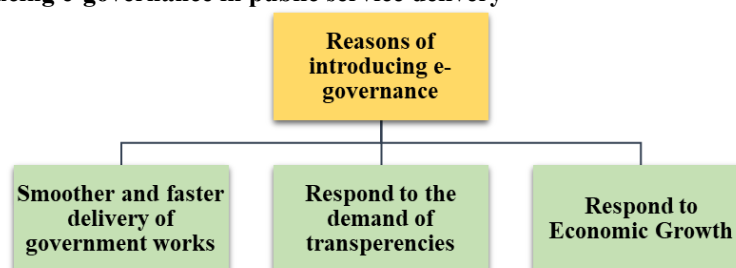 e-governance in public service delivery
Reasons of
introducing e-
governance
Smoother and faster
delivery of
government works
Respond to the
demand of
transperencies
Respond to
Economic Growth